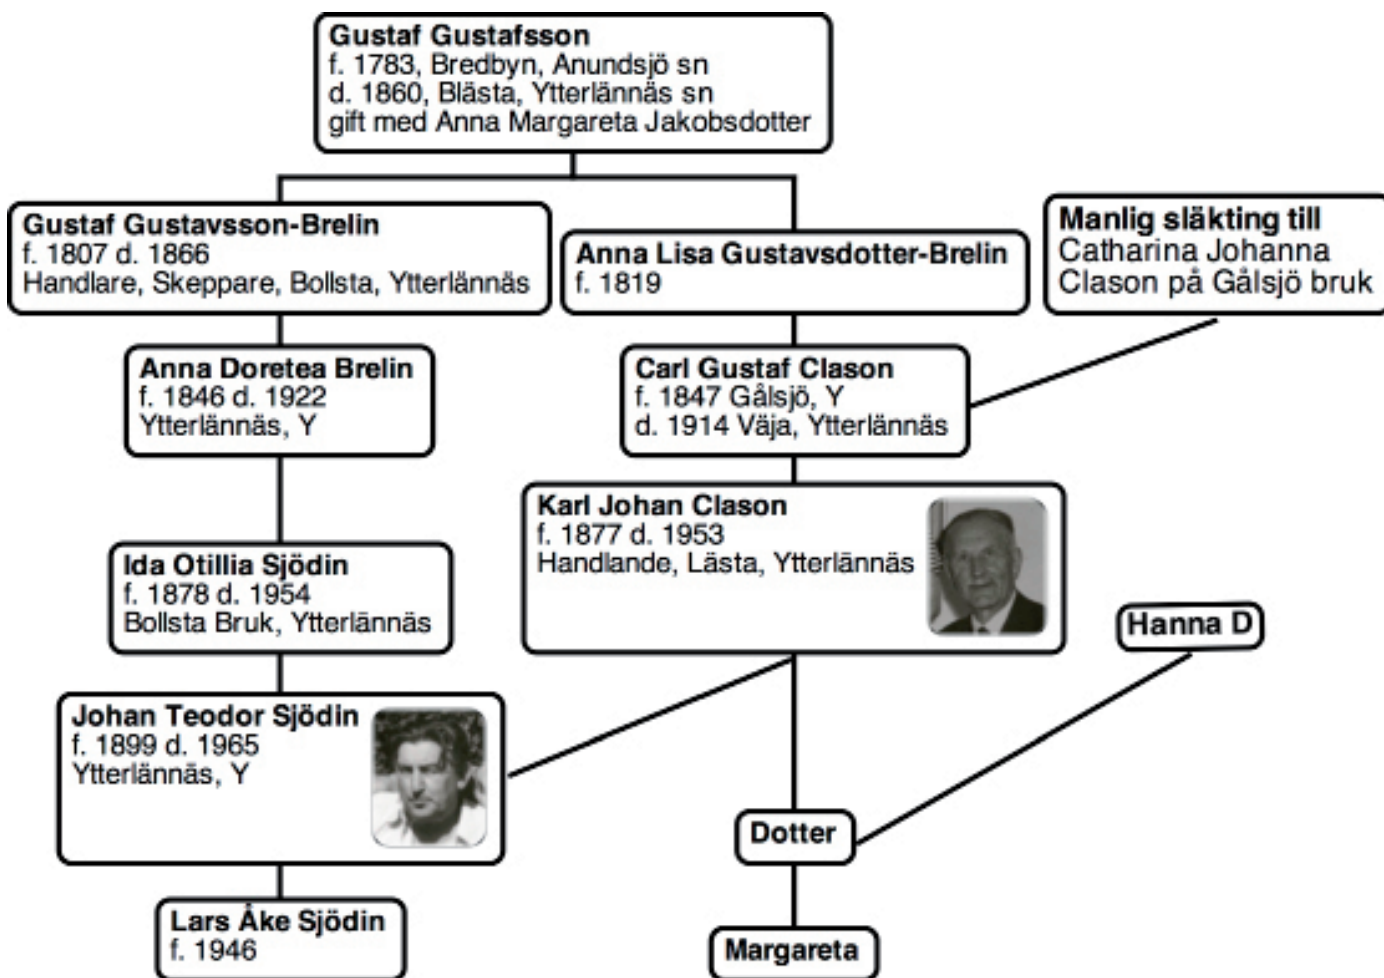 Gustaf Gustafsson
f. 1783, Bredbyn, Anundsjö sn
d. 1860, Blästa, Ytterlännäs sn
gift med Anna Margareta Jakobsdotter
Gustaf Gustavsson-Brelin
f. 1807 d. 1866
Handlare, Skeppare, Bollsta, Ytterlännäs
Anna Lisa Gustavsdotter-Brelin
f. 1819
Manlig släkting till
Catharina Johanna
Clason på Gålsjö bruk
Anna Doretea Brelin
f. 1846 d. 1922
Ytterlännäs, Y
Carl Gustaf Clason
f. 1847 Gålsjö, Y
d. 1914 Väja, Ytterlännäs
Karl Johan Clason
f. 1877 d. 1953
Handlande, Lästa, Ytterlännäs
Ida Otillia Sjödin
f. 1878 d. 1954
Bollsta Bruk, Ytterlännäs
Hanna D
Johan Teodor Sjödin
f. 1899 d. 1965
Ytterlännäs, Y
Dotter
Lars Åke Sjödin
f. 1946
Margareta